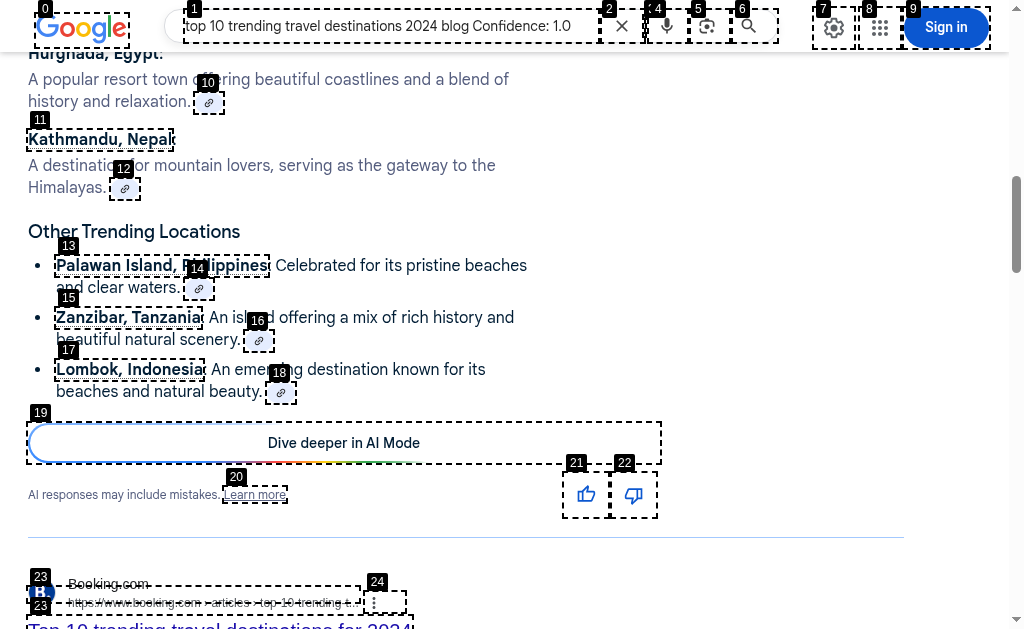 Google
top 10 trending travel destinations 2024 blog Confidence: 1.0
Sign in
0
1
2
4
5
6
7
8
9
Hurghada, Egypt:
A popular resort town offering beautiful coastlines and a blend of
history and relaxation.
10
11
Kathmandu, Nepal:
A destination for mountain lovers, serving as the gateway to the
Himalayas.
12
Other Trending Locations
13
Palawan Island, Philippines: Celebrated for its pristine beaches
and clear waters.
14
15
Zanzibar, Tanzania: An island offering a mix of rich history and
beautiful natural scenery.
16
17
Lombok, Indonesia: An emerging destination known for its
beaches and natural beauty.
18
19
Dive deeper in AI Mode
20
21
22
AI responses may include mistakes. Learn more
23
24
B.
Booking.com
https://www.booking.com › articles › top-10-trending-t...
23
Top 10 trending travel destinations for 2024